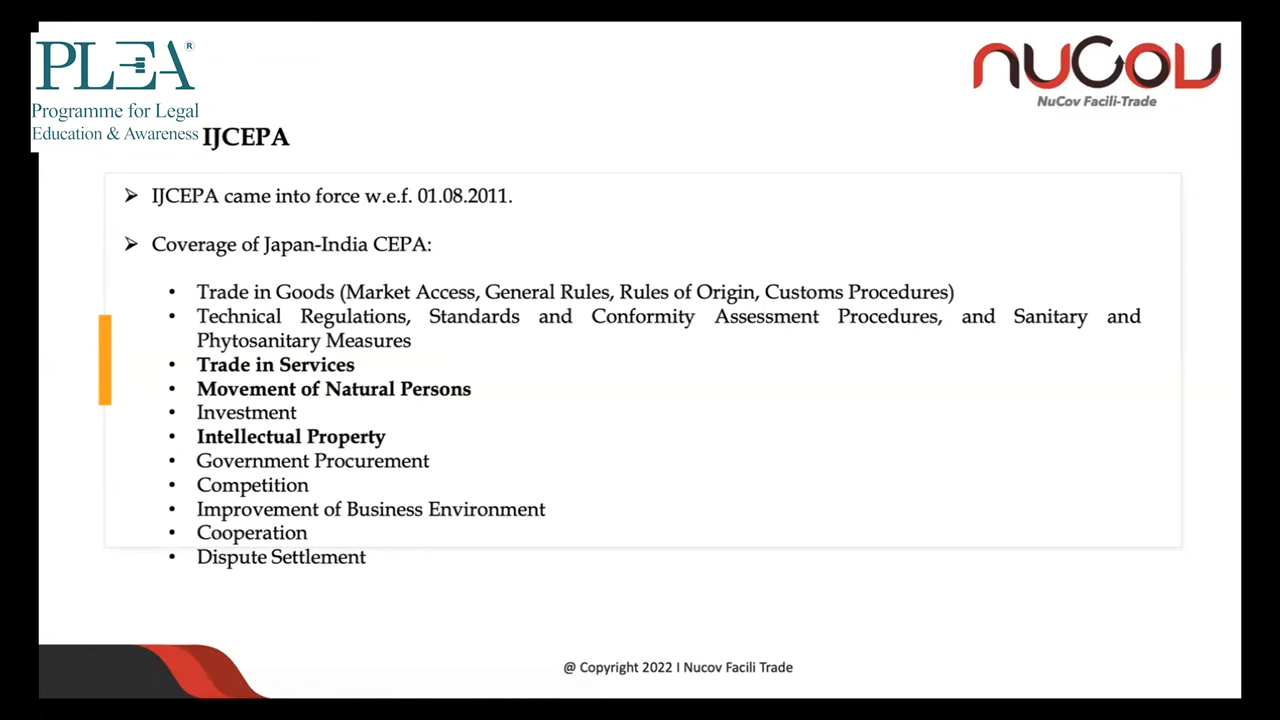 PLEA®
Programme for Legal
Education & Awareness
nuCov
NuCov Facili-Trade
IJCEPA
➢ IJCEPA came into force w.e.f. 01.08.2011.
➢ Coverage of Japan-India CEPA:
• Trade in Goods (Market Access, General Rules, Rules of Origin, Customs Procedures)
• Technical Regulations, Standards and Conformity Assessment Procedures, and Sanitary and
Phytosanitary Measures
• Trade in Services
• Movement of Natural Persons
• Investment
• Intellectual Property
• Government Procurement
• Competition
• Improvement of Business Environment
• Cooperation
• Dispute Settlement
@ Copyright 2022 I Nucov Facili Trade